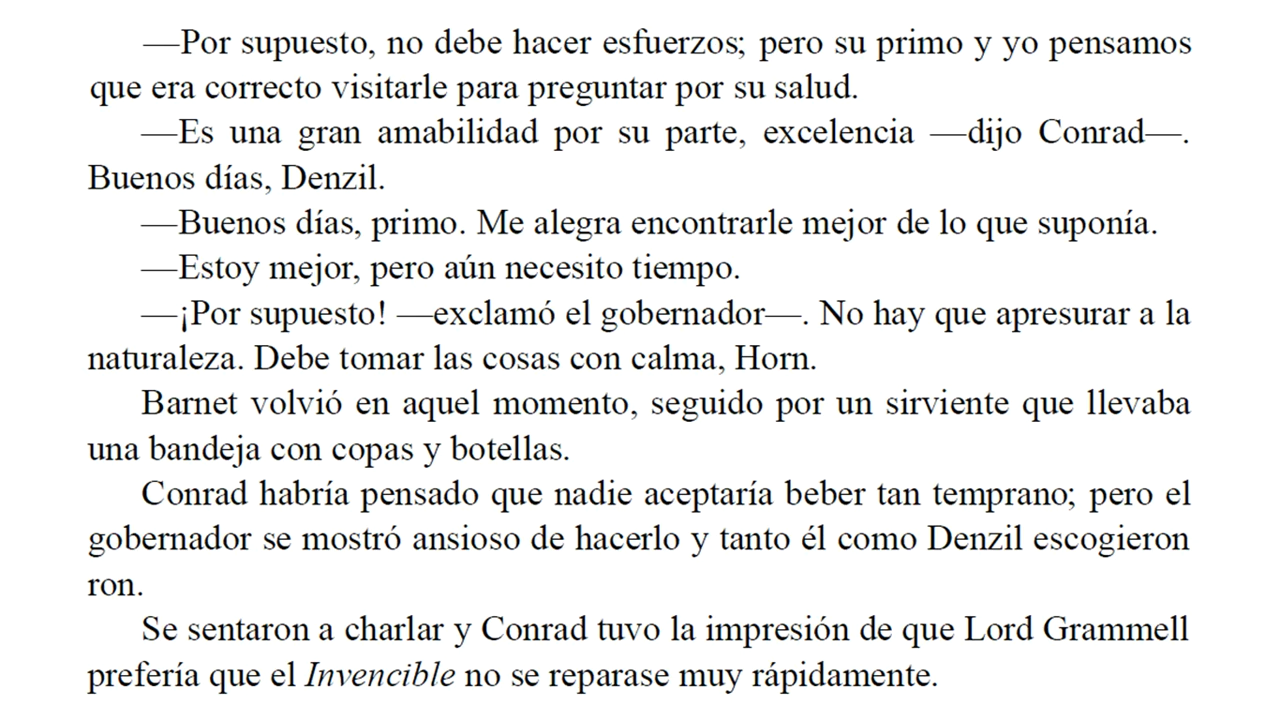 —Por supuesto, no debe hacer esfuerzos; pero su primo y yo pensamos
que era correcto visitarle para preguntar por su salud.
—Es una gran amabilidad por su parte, excelencia —dijo Conrad—.
Buenos días, Denzil.
—Buenos días, primo. Me alegra encontrarle mejor de lo que suponía.
—Estoy mejor, pero aún necesito tiempo.
—¡Por supuesto! —exclamó el gobernador—. No hay que apresurar a la
naturaleza. Debe tomar las cosas con calma, Horn.
Barnet volvió en aquel momento, seguido por un sirviente que llevaba
una bandeja con copas y botellas.
Conrad habría pensado que nadie aceptaría beber tan temprano; pero el
gobernador se mostró ansioso de hacerlo y tanto él como Denzil escogieron
ron.
Se sentaron a charlar y Conrad tuvo la impresión de que Lord Grammell
prefería que el Invencible no se reparase muy rápidamente.